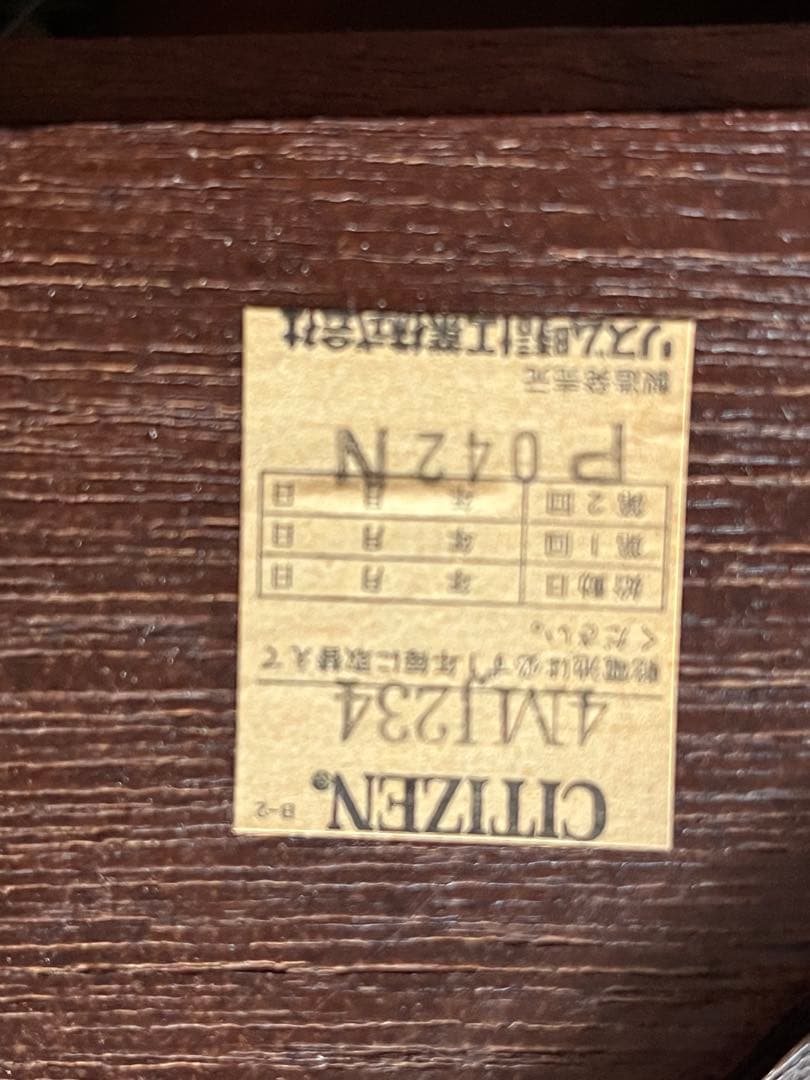 CITIZEN® B-2
4MJ234
乾電池は必ず1年毎に取替えて
ください。
始動日 年 月 日
第1回 年 月 日
第2回 年 月 日
P042N
製造発売元
リズム時計工業株式会社